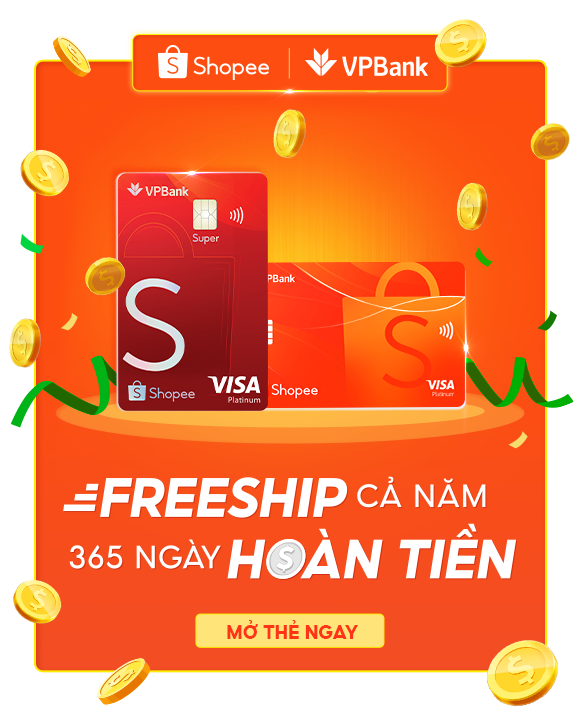 Shopee VPBank
VPBank
Super
S
Shopee VISA
Platinum
PBank
S
Shopee VISA
Platinum
FREESHIP CẢ NĂM
365 NGÀY HOÀN TIỀN
MỞ THẺ NGAY